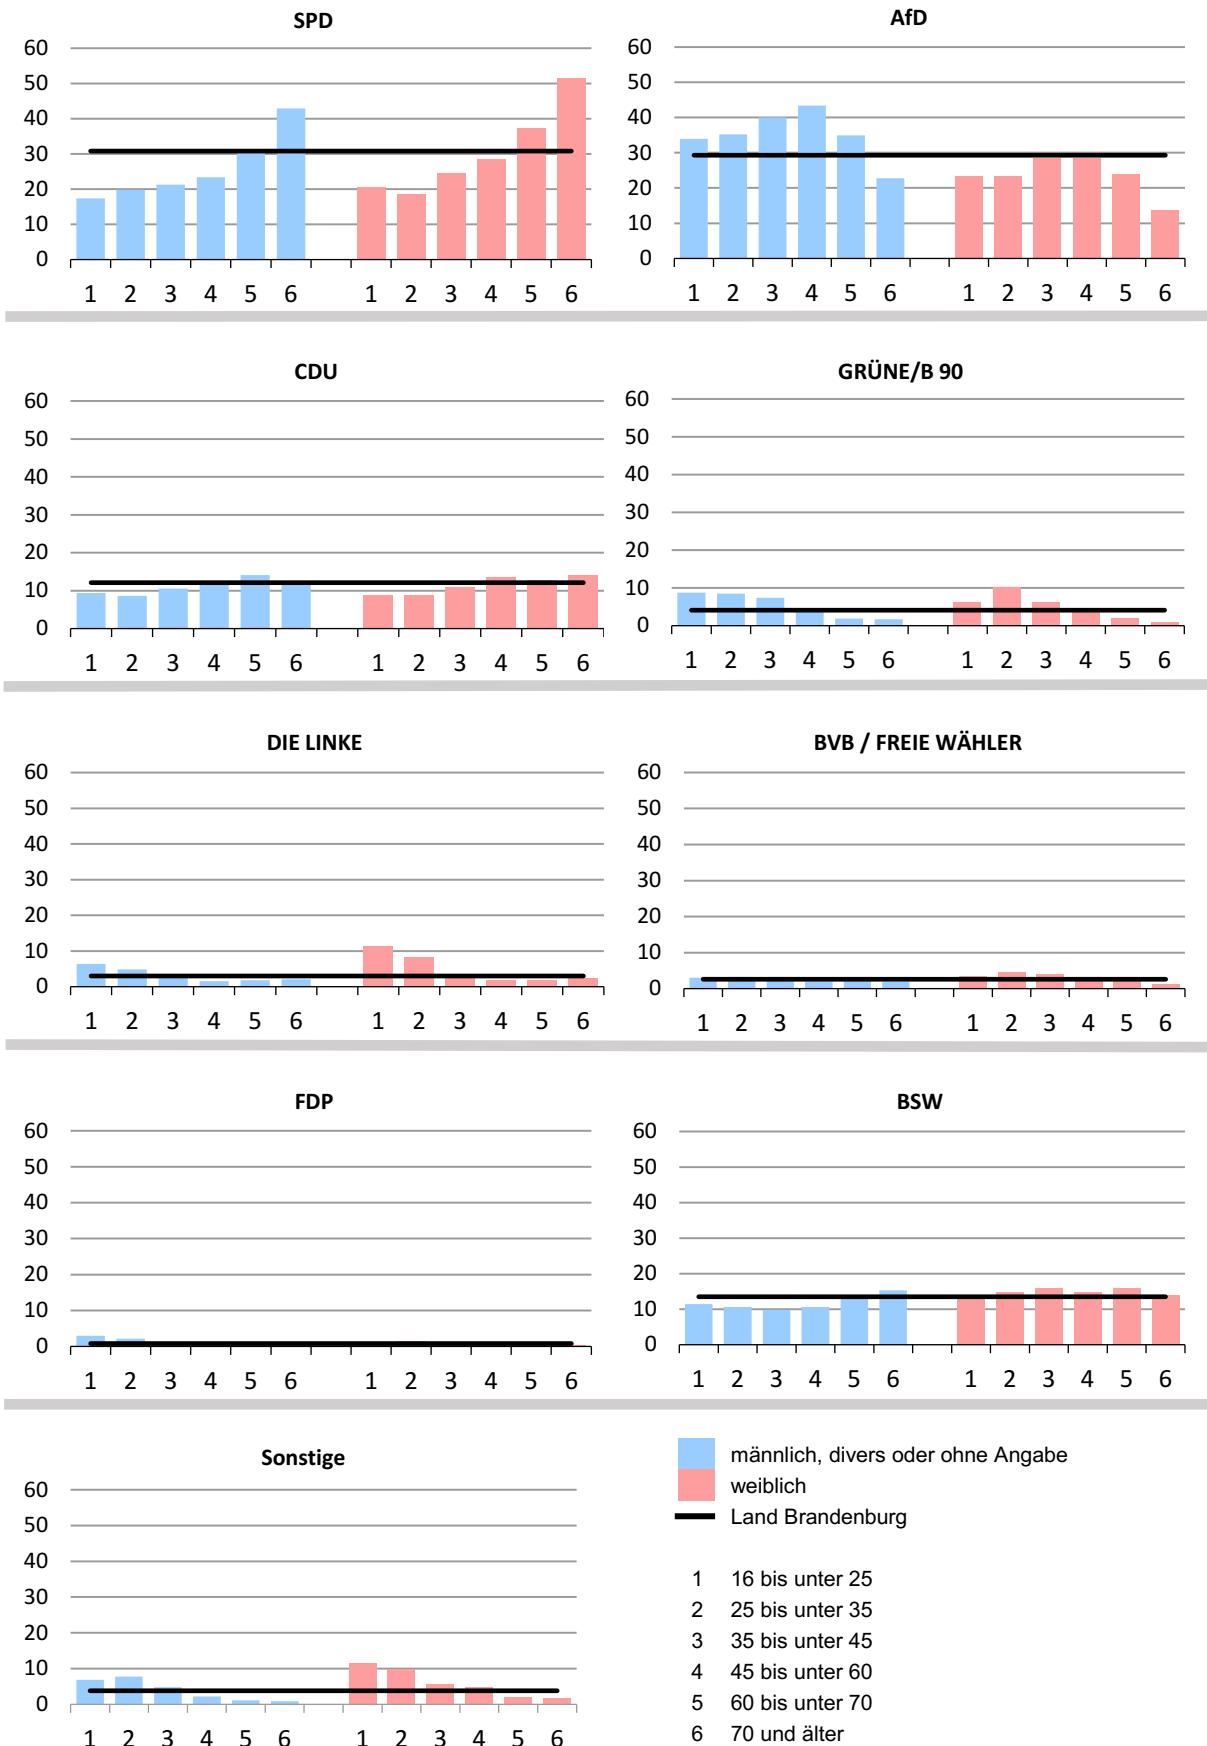 SPD
60
50
40
30
20
10
0
1 2 3 4 5 6 1 2 3 4 5 6
AfD
60
50
40
30
20
10
0
1 2 3 4 5 6 1 2 3 4 5 6
CDU
60
50
40
30
20
10
0
1 2 3 4 5 6 1 2 3 4 5 6
GRÜNE/B 90
60
50
40
30
20
10
0
1 2 3 4 5 6 1 2 3 4 5 6
DIE LINKE
60
50
40
30
20
10
0
1 2 3 4 5 6 1 2 3 4 5 6
BVB / FREIE WÄHLER
60
50
40
30
20
10
0
1 2 3 4 5 6 1 2 3 4 5 6
FDP
60
50
40
30
20
10
0
1 2 3 4 5 6 1 2 3 4 5 6
BSW
60
50
40
30
20
10
0
1 2 3 4 5 6 1 2 3 4 5 6
Sonstige
60
50
40
30
20
10
0
1 2 3 4 5 6 1 2 3 4 5 6
männlich, divers oder ohne Angabe
weiblich
Land Brandenburg
1 16 bis unter 25
2 25 bis unter 35
3 35 bis unter 45
4 45 bis unter 60
5 60 bis unter 70
6 70 und älter